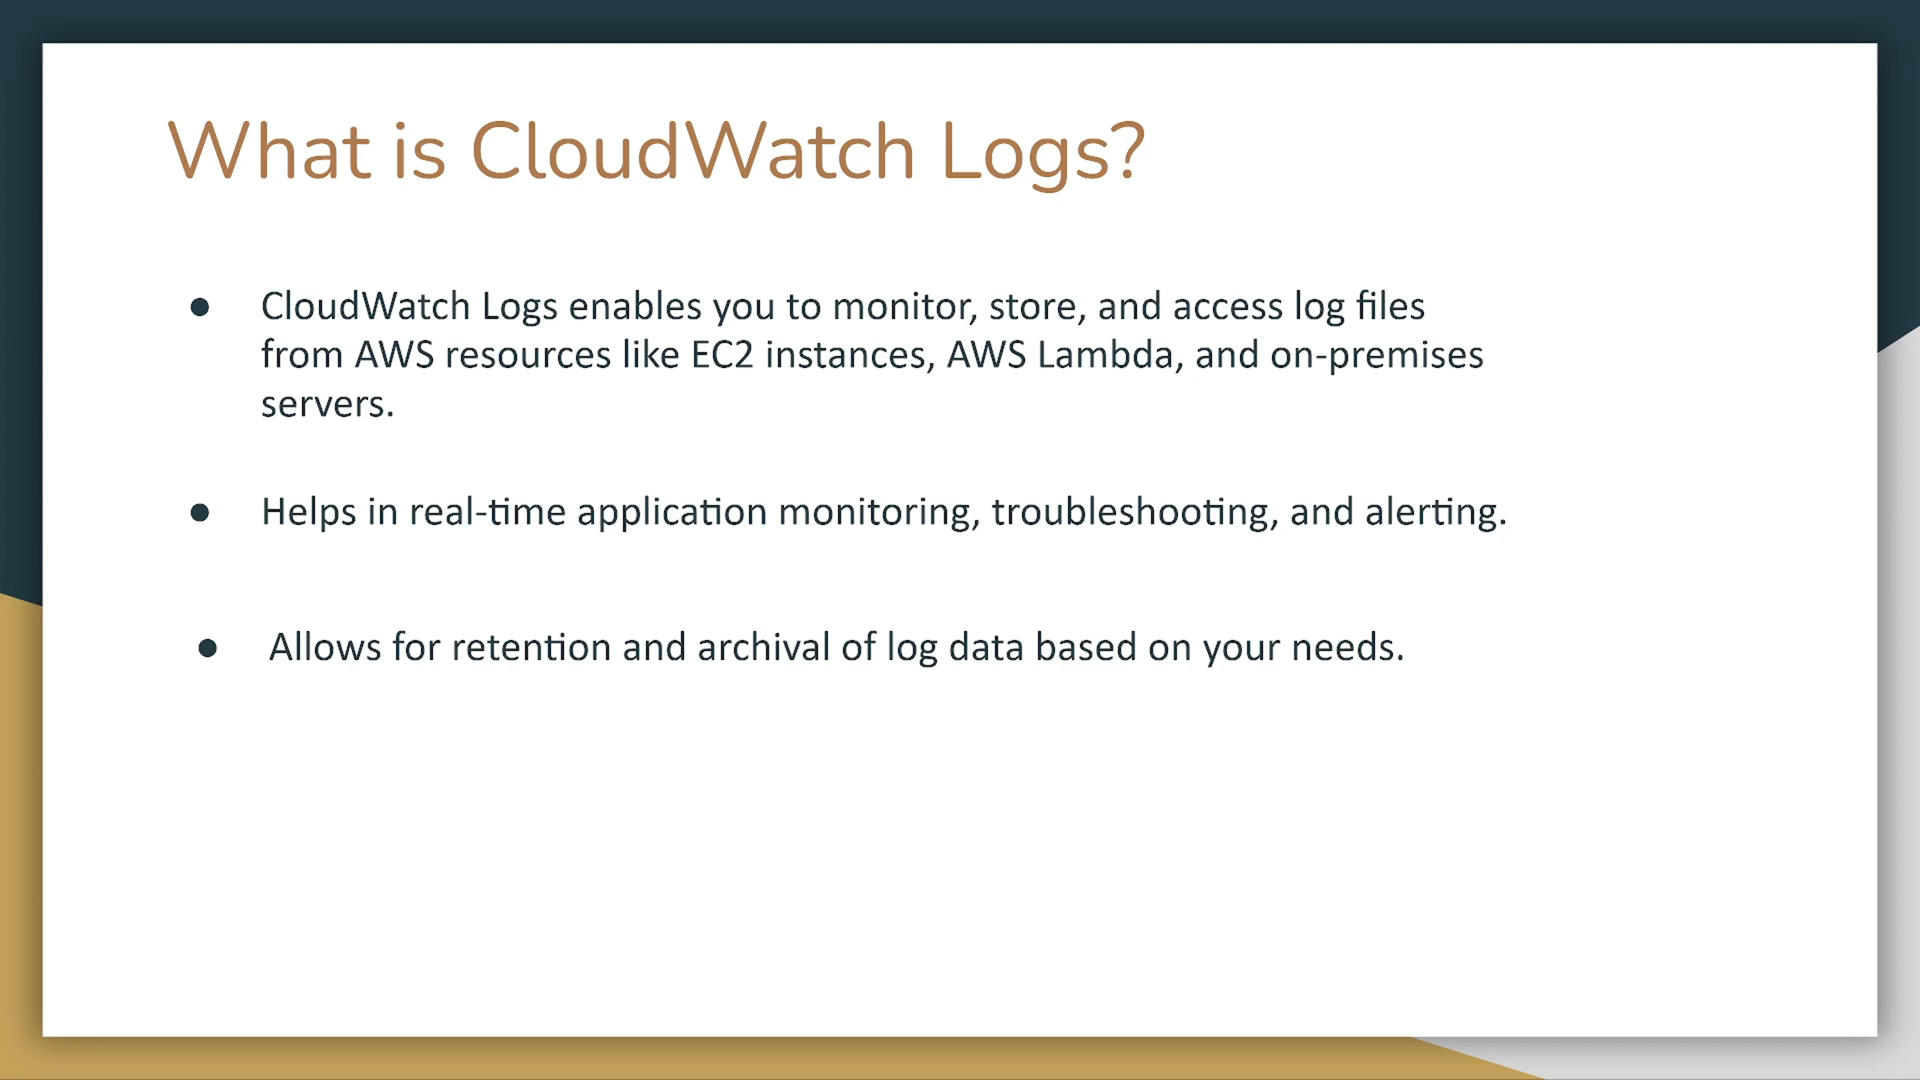 What is CloudWatch Logs?
● CloudWatch Logs enables you to monitor, store, and access log files
from AWS resources like EC2 instances, AWS Lambda, and on-premises
servers.
● Helps in real-time application monitoring, troubleshooting, and alerting.
● Allows for retention and archival of log data based on your needs.